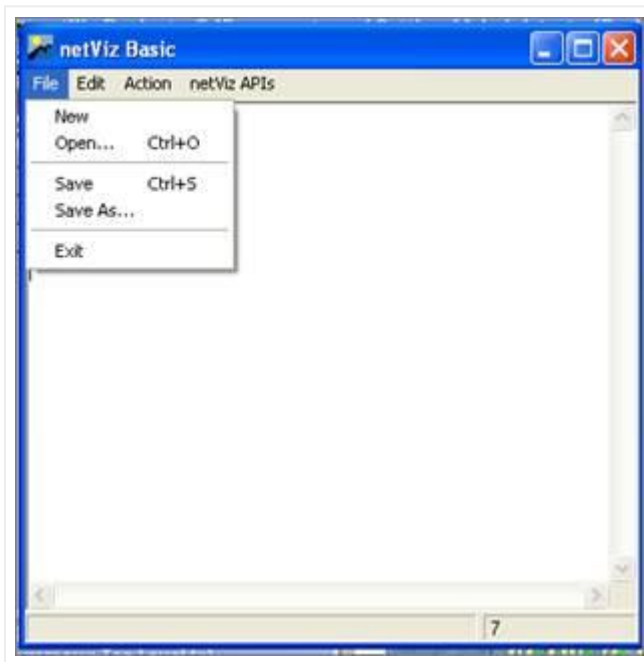 netViz Basic
File Edit Action netViz APIs
New
Open... Ctrl+O
Save Ctrl+S
Save As...
Exit
7